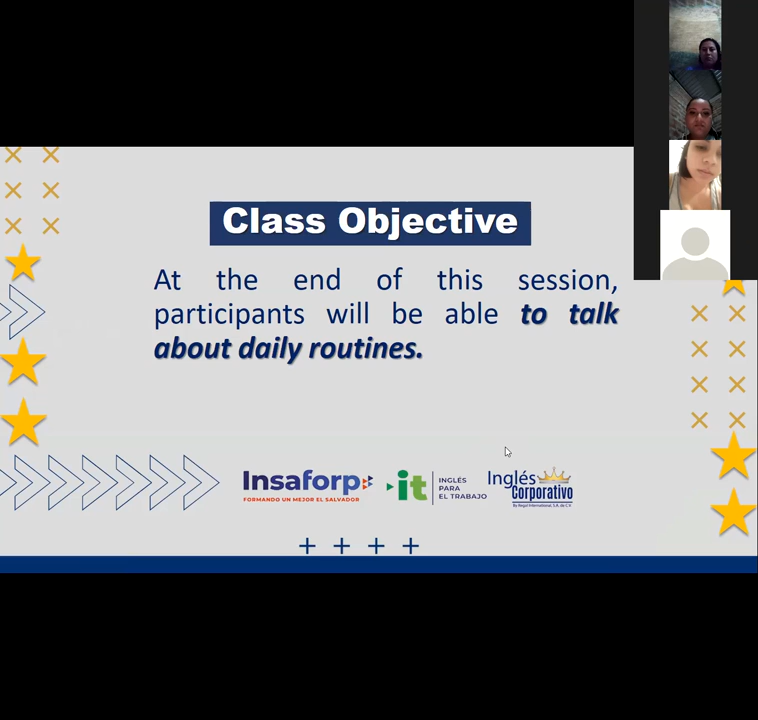 Class Objective
At the end of this session,
participants will be able to talk
about daily routines.
Insaforp
FORMANDO UN MEJOR EL SALVADOR
it
INGLÉS
PARA
EL TRABAJO
Inglés
Corporativo
By Regal International, S.A. de C.V.